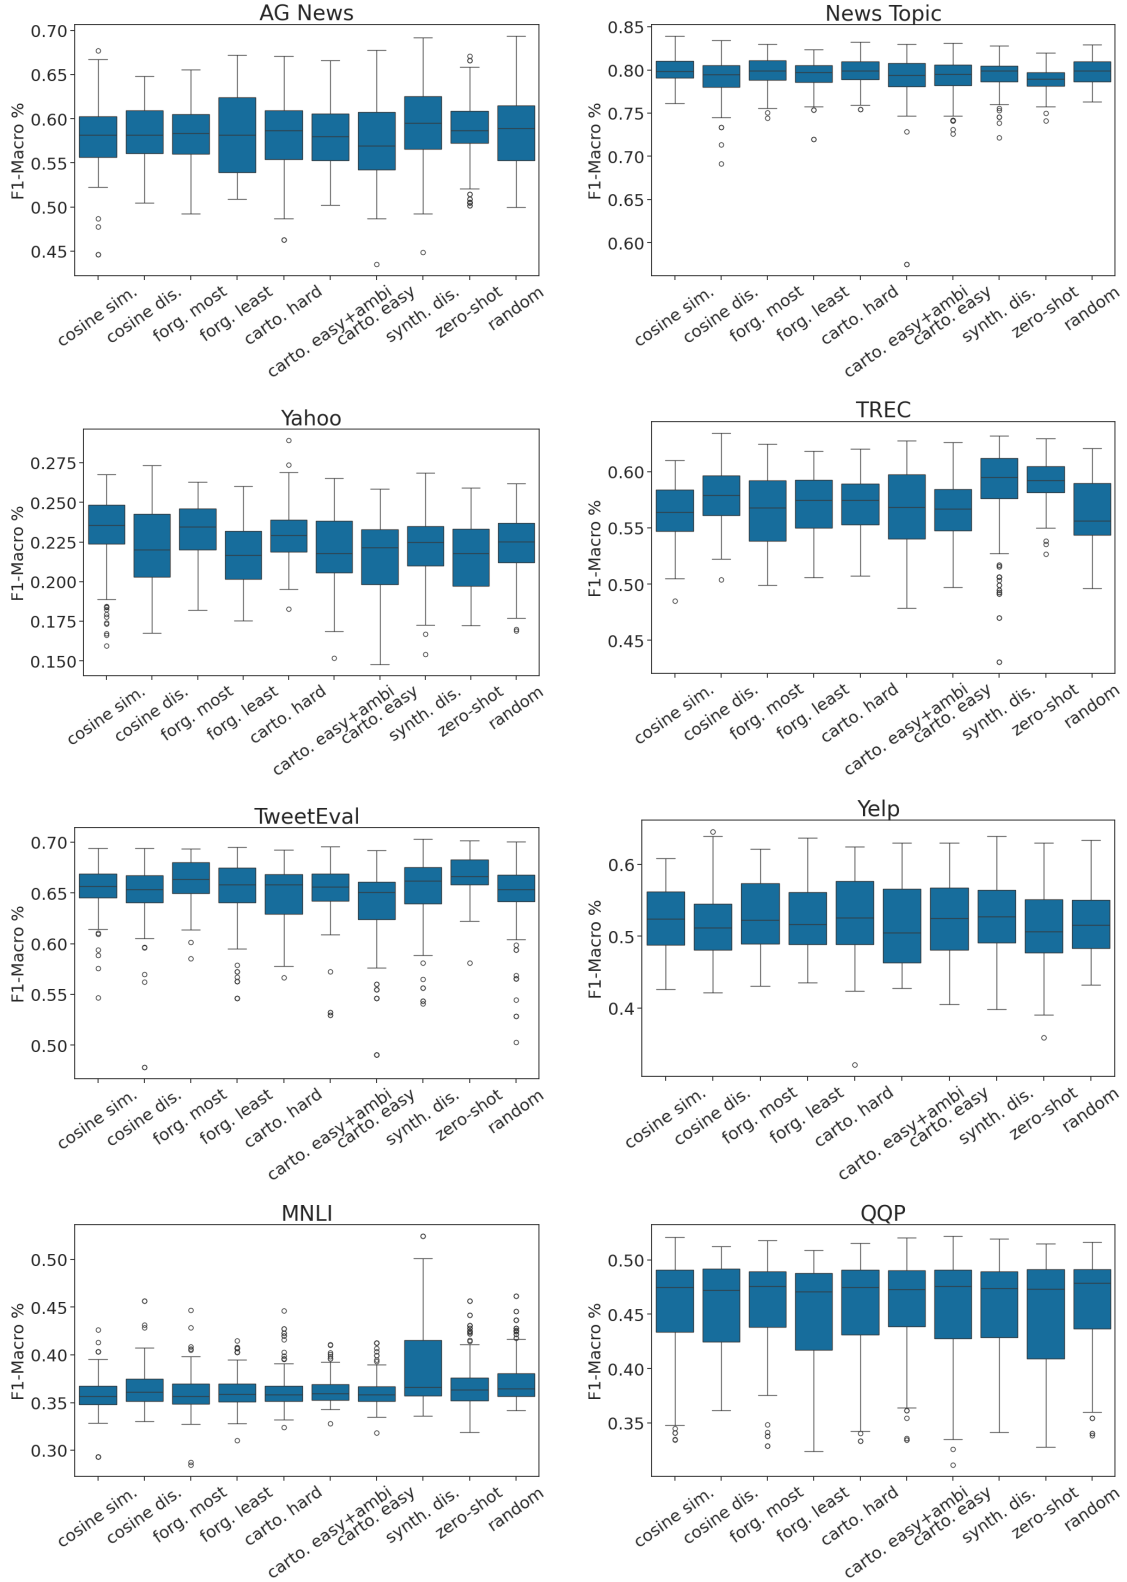 AG News
F1-Macro %
0.70
0.65
0.60
0.55
0.50
0.45
cosine sim.
cosine dis.
forg. most
forg. least
carto. hard
carto. easy+ambi
carto. easy
synth. dis.
zero-shot
random
News Topic
F1-Macro %
0.85
0.80
0.75
0.70
0.65
0.60
cosine sim.
cosine dis.
forg. most
forg. least
carto. hard
carto. easy+ambi
carto. easy
synth. dis.
zero-shot
random
Yahoo
F1-Macro %
0.275
0.250
0.225
0.200
0.175
0.150
cosine sim.
cosine dis.
forg. most
forg. least
carto. hard
carto. easy+ambi
carto. easy
synth. dis.
zero-shot
random
TREC
F1-Macro %
0.60
0.55
0.50
0.45
cosine sim.
cosine dis.
forg. most
forg. least
carto. hard
carto. easy+ambi
carto. easy
synth. dis.
zero-shot
random
TweetEval
F1-Macro %
0.70
0.65
0.60
0.55
0.50
cosine sim.
cosine dis.
forg. most
forg. least
carto. hard
carto. easy+ambi
carto. easy
synth. dis.
zero-shot
random
Yelp
F1-Macro %
0.6
0.5
0.4
cosine sim.
cosine dis.
forg. most
forg. least
carto. hard
carto. easy+ambi
carto. easy
synth. dis.
zero-shot
random
MNLI
F1-Macro %
0.50
0.45
0.40
0.35
0.30
cosine sim.
cosine dis.
forg. most
forg. least
carto. hard
carto. easy+ambi
carto. easy
synth. dis.
zero-shot
random
QQP
F1-Macro %
0.50
0.45
0.40
0.35
cosine sim.
cosine dis.
forg. most
forg. least
carto. hard
carto. easy+ambi
carto. easy
synth. dis.
zero-shot
random